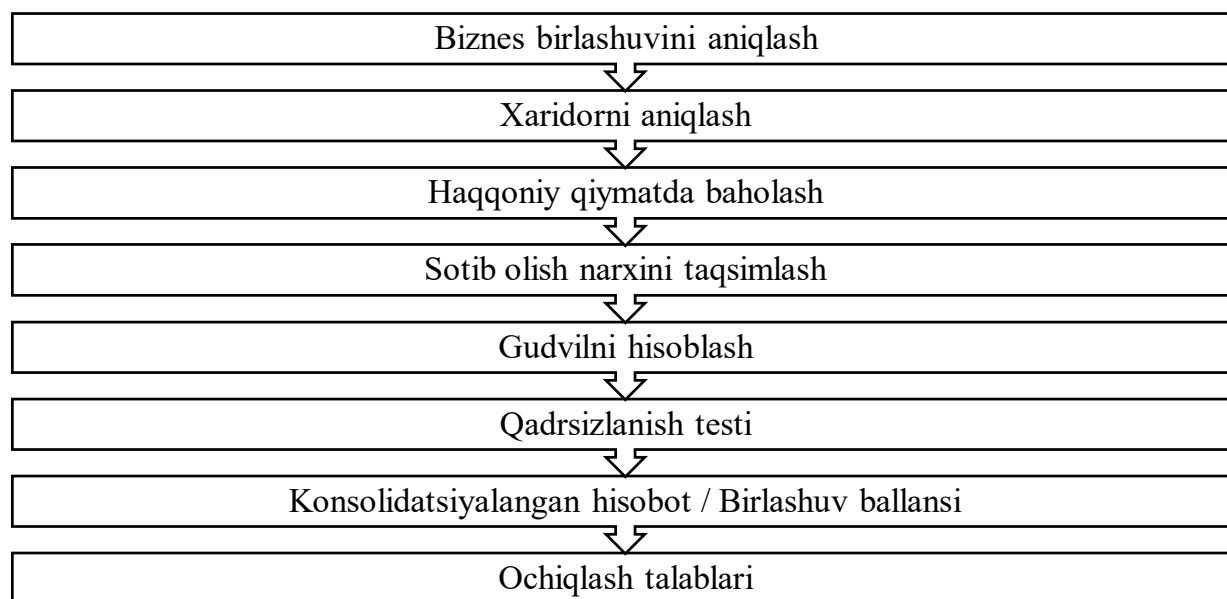 Biznes birlashuvini aniqlash
Xaridorni aniqlash
Haqqoniy qiymatda baholash
Sotib olish narxini taqsimlash
Gudvilni hisoblash
Qadrsizlanish testi
Konsolidatsiyalangan hisobot / Birlashuv ballansi
Ochiqlash talablari